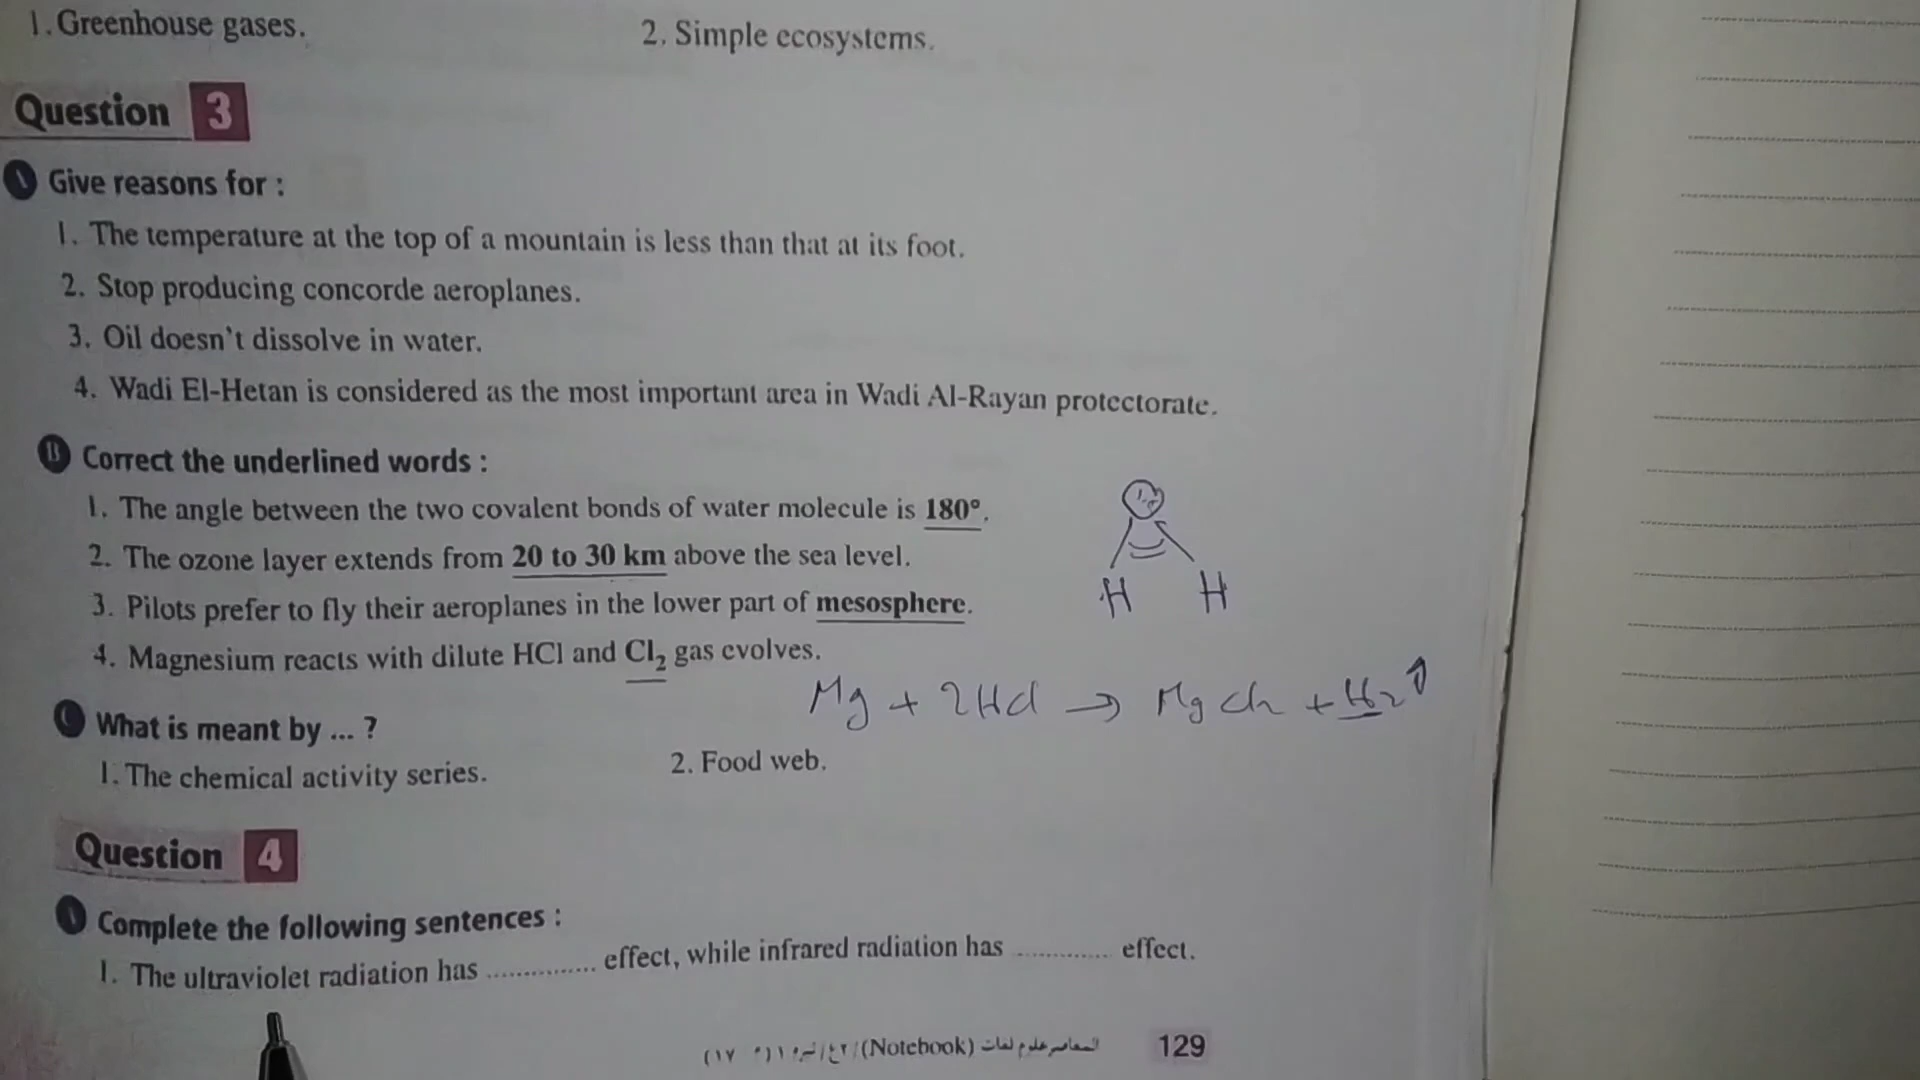 1. Greenhouse gases.
2. Simple ecosystems.
Question 3
A Give reasons for :
1. The temperature at the top of a mountain is less than that at its foot.
2. Stop producing concorde aeroplanes.
3. Oil doesn't dissolve in water.
4. Wadi El-Hetan is considered as the most important area in Wadi Al-Rayan protectorate.
B Correct the underlined words :
1. The angle between the two covalent bonds of water molecule is 180°.
2. The ozone layer extends from 20 to 30 km above the sea level.
3. Pilots prefer to fly their aeroplanes in the lower part of mesosphere.
H H
4. Magnesium reacts with dilute HCl and Cl₂ gas evolves.
Mg + 2HCl → MgCl₂ + H₂ ↑
C What is meant by ... ?
1. The chemical activity series.
2. Food web.
Question 4
A Complete the following sentences :
1. The ultraviolet radiation has .............. effect, while infrared radiation has ............ effect.
المعاصر علوم لغات (Notebook)
129